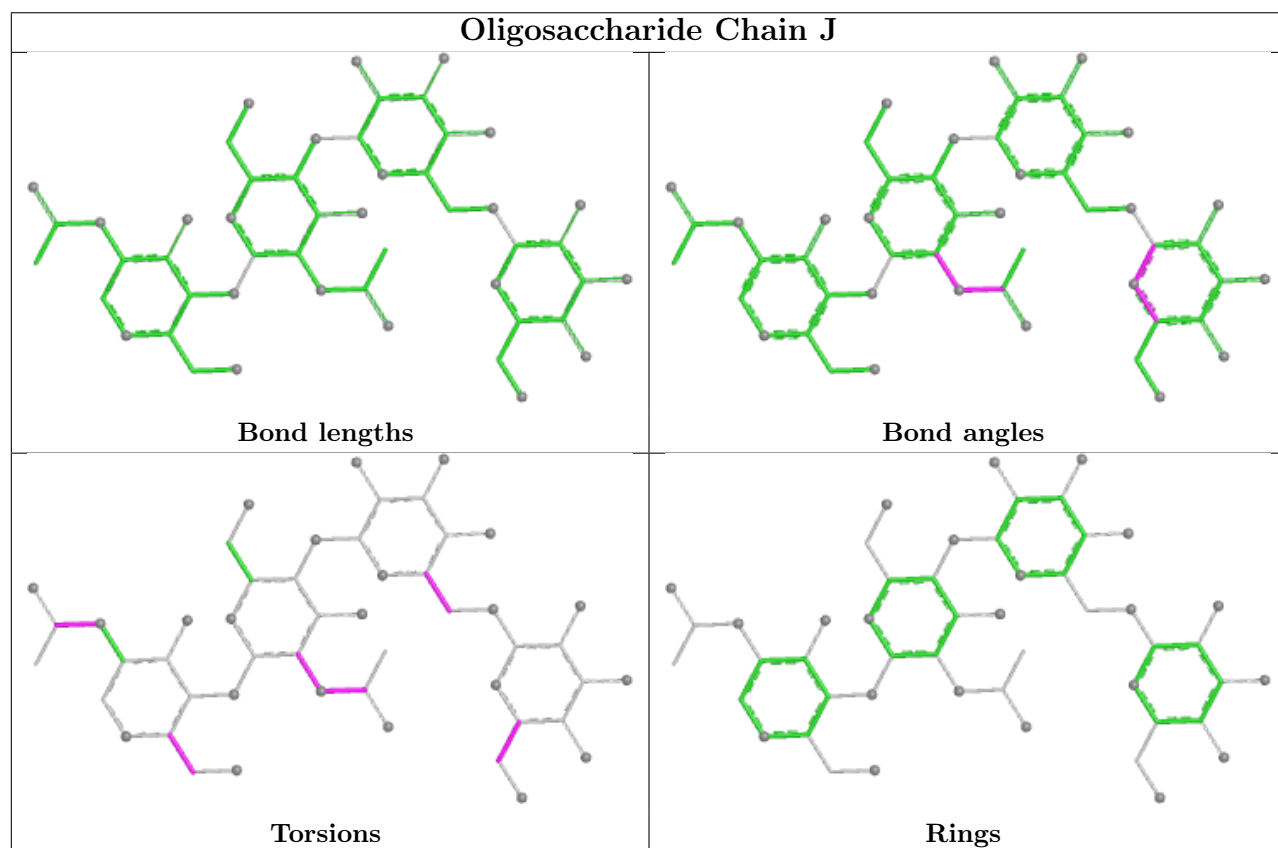 Oligosaccharide Chain J
Bond lengths
Bond angles
Torsions
Rings